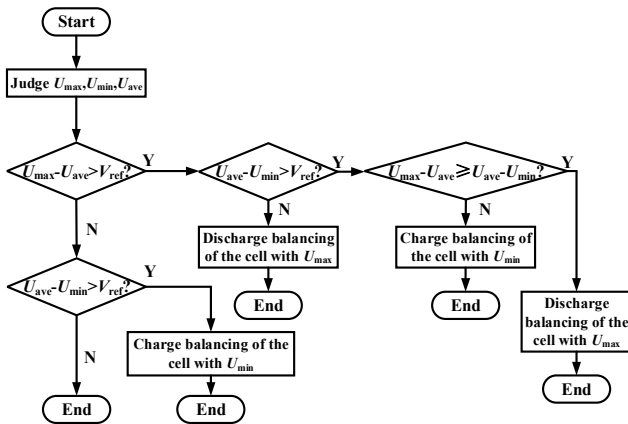 Start
Judge Umax,Umin,Uave
Umax-Uave>Vref?
Y
Uave-Umin>Vref?
Y
Umax-Uave⩾Uave-Umin?
Y
N
N
N
Discharge balancing
of the cell with Umax
Charge balancing of
the cell with Umin
Uave-Umin>Vref?
Y
End
End
Discharge
balancing of the
cell with Umax
N
Charge balancing of the
cell with Umin
End
End
End